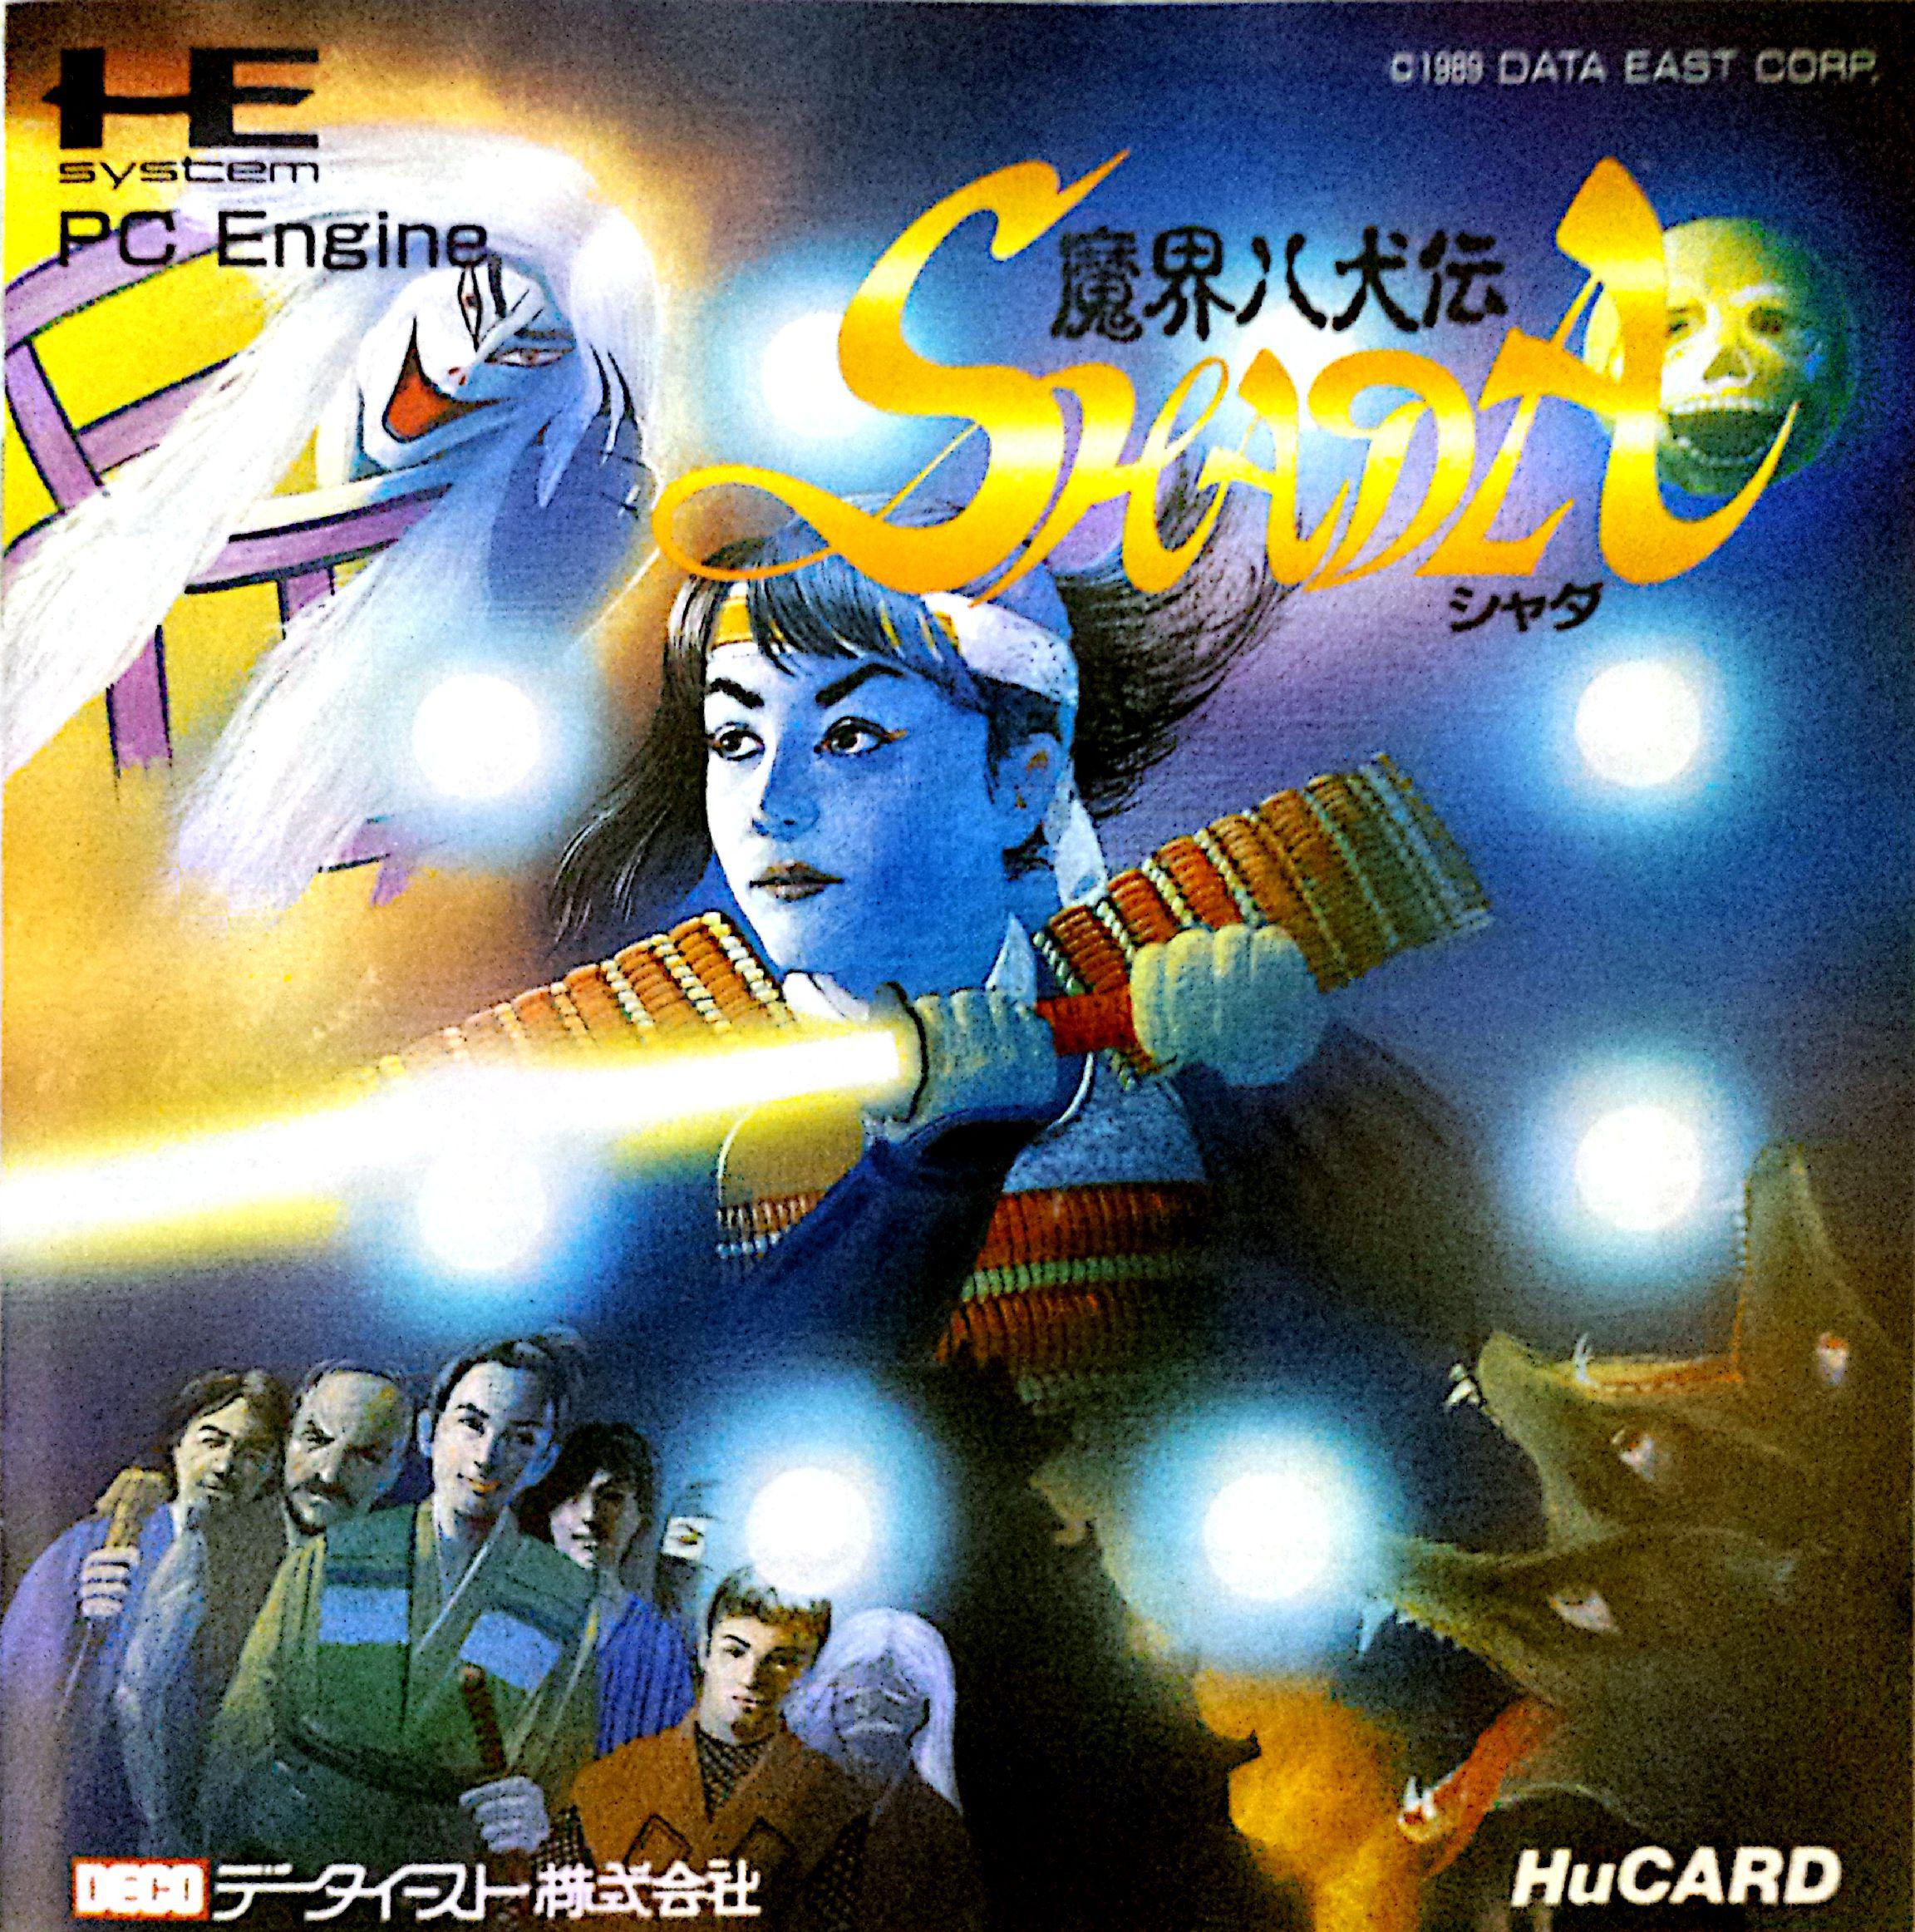 HE
system
PC Engine
©1989 DATA EAST CORP.
魔界八犬伝
SHADA
シャダ
DECO データイースト株式会社
HuCARD